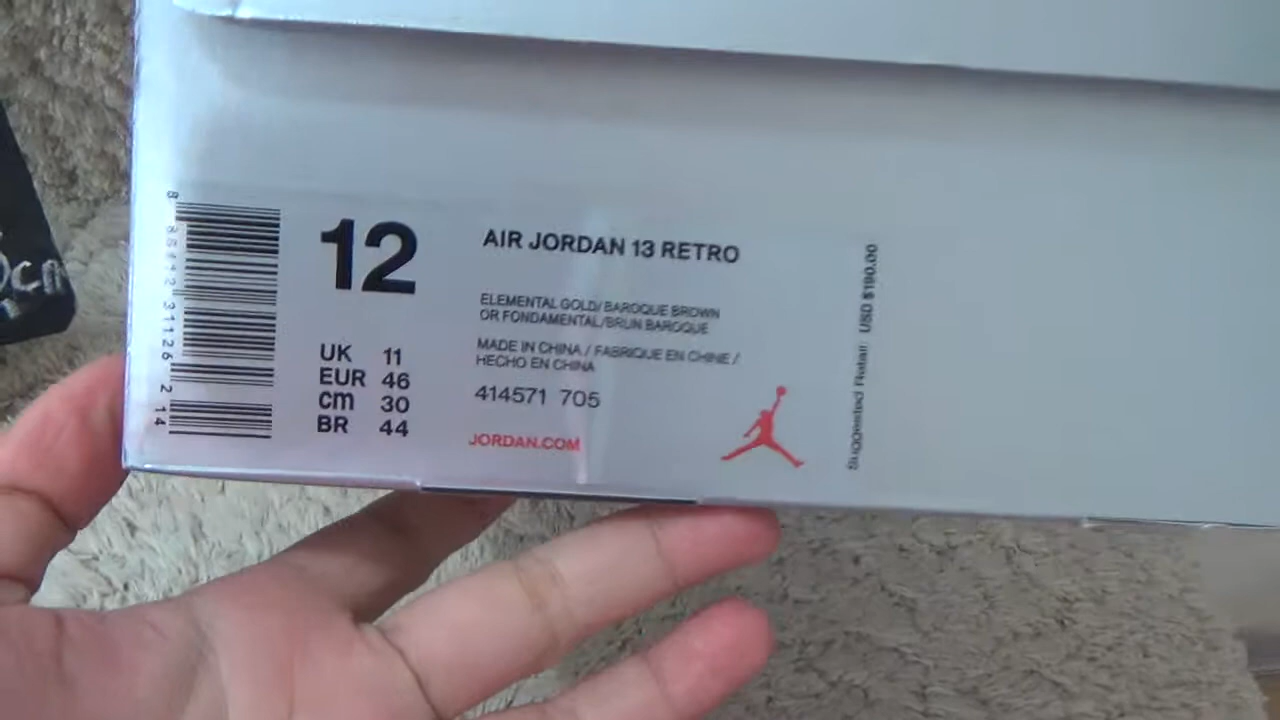 12
UK 11
EUR 46
cm 30
BR 44
AIR JORDAN 13 RETRO
ELEMENTAL GOLD/BAROQUE BROWN
OR FONDAMENTAL/BRUN BAROQUE
MADE IN CHINA / FABRIQUE EN CHINE /
HECHO EN CHINA
414571 705
JORDAN.COM
Suggested Retail: USD $190.00